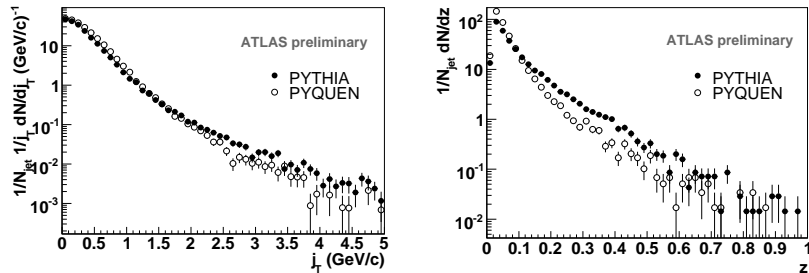 1/N_jet 1/j_T dN/dj_T (GeV/c)^-1
10
1
10^-1
10^-2
10^-3
ATLAS preliminary
PYTHIA
PYQUEN
0 0.5 1 1.5 2 2.5 3 3.5 4 4.5 5
j_T (GeV/c)
1/N_jet dN/dz
10^2
10
1
10^-1
10^-2
ATLAS preliminary
PYTHIA
PYQUEN
0 0.1 0.2 0.3 0.4 0.5 0.6 0.7 0.8 0.9 1
z